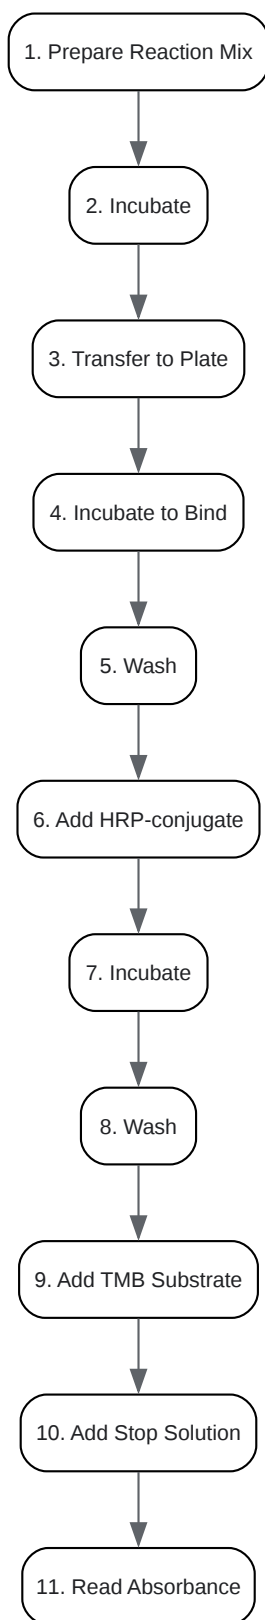 1. Prepare Reaction Mix
2. Incubate
3. Transfer to Plate
4. Incubate to Bind
5. Wash
6. Add HRP-conjugate
7. Incubate
8. Wash
9. Add TMB Substrate
10. Add Stop Solution
11. Read Absorbance